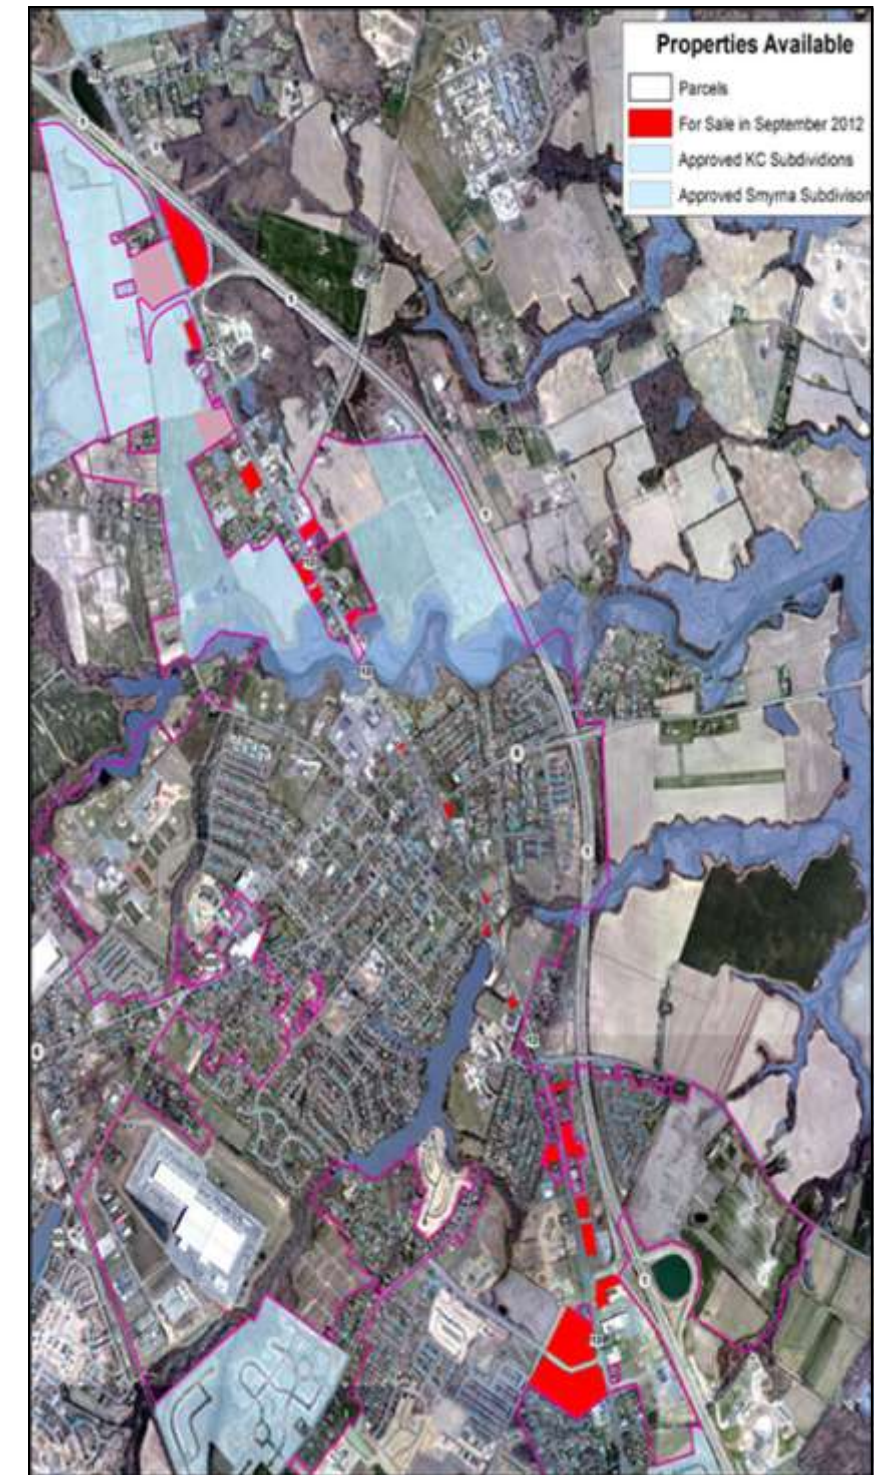 Properties Available
Parcels
For Sale in September 2012
Approved KC Subdividions
Approved Smyrna Subdivison